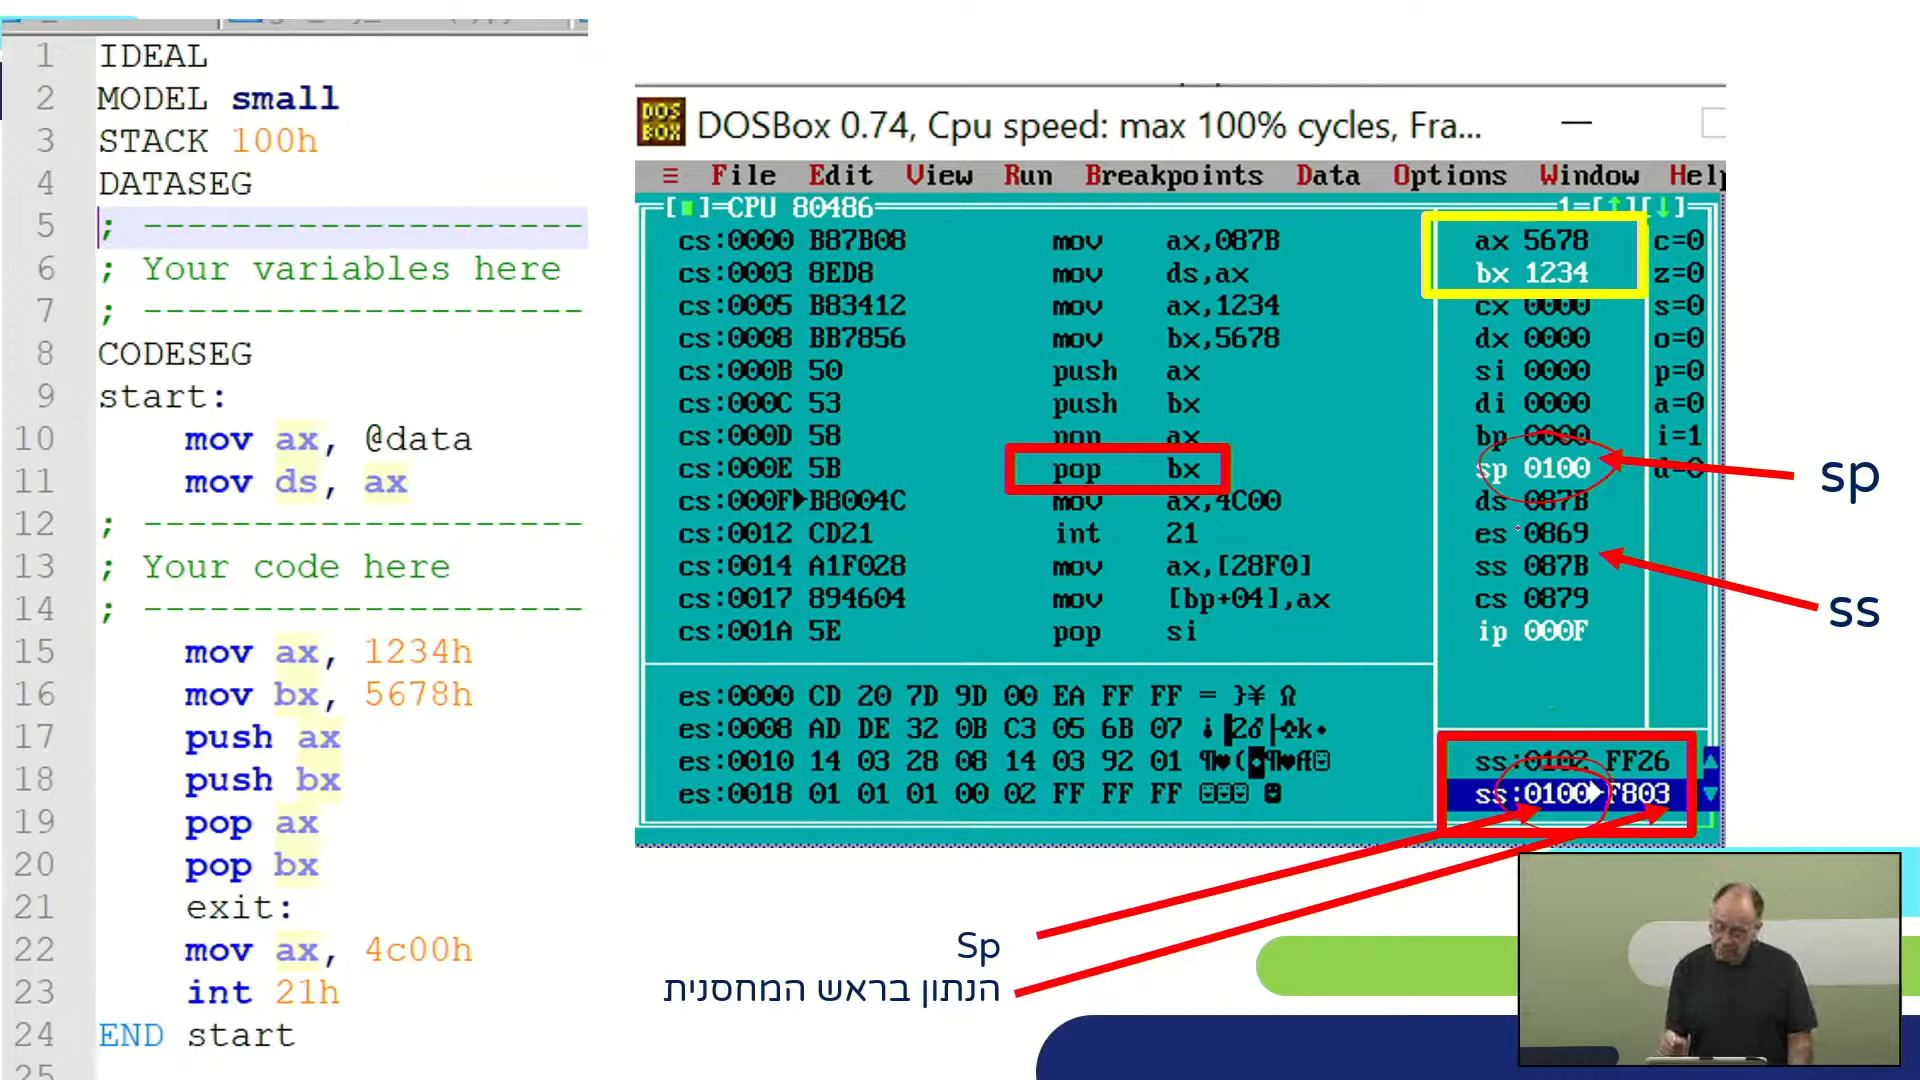 1 IDEAL
2 MODEL small
3 STACK 100h
4 DATASEG
5 ; --------------------
6 ; Your variables here
7 ; --------------------
8 CODESEG
9 start:
10 mov ax, @data
11 mov ds, ax
12 ; --------------------
13 ; Your code here
14 ; --------------------
15 mov ax, 1234h
16 mov bx, 5678h
17 push ax
18 push bx
19 pop ax
20 pop bx
21 exit:
22 mov ax, 4c00h
23 int 21h
24 END start
25
DOS BOX
DOSBox 0.74, Cpu speed: max 100% cycles, Fra...
≡ File Edit View Run Breakpoints Data Options Window Help
[■]=CPU 80486 1=[↑][↓]
cs:0000 B87B08 mov ax,087B
cs:0003 8ED8 mov ds,ax
cs:0005 B83412 mov ax,1234
cs:0008 BB7856 mov bx,5678
cs:000B 50 push ax
cs:000C 53 push bx
cs:000D 58 pop ax
cs:000E 5B pop bx
cs:000F►B8004C mov ax,4C00
cs:0012 CD21 int 21
cs:0014 A1F028 mov ax,[28F0]
cs:0017 894604 mov [bp+04],ax
cs:001A 5E pop si
ax 5678 c=0
bx 1234 z=0
cx 0000 s=0
dx 0000 o=0
si 0000 p=0
di 0000 a=0
bp 0000 i=1
sp 0100 d=0
ds 087B
es 0869
ss 087B
cs 0879
ip 000F
es:0000 CD 20 7D 9D 00 EA FF FF = }¥ Ω
es:0008 AD DE 32 0B C3 05 6B 07
es:0010 14 03 28 08 14 03 92 01
es:0018 01 01 01 00 02 FF FF FF
ss:0102 FF26
ss:0100►F803
sp
ss
Sp
הנתון בראש המחסנית